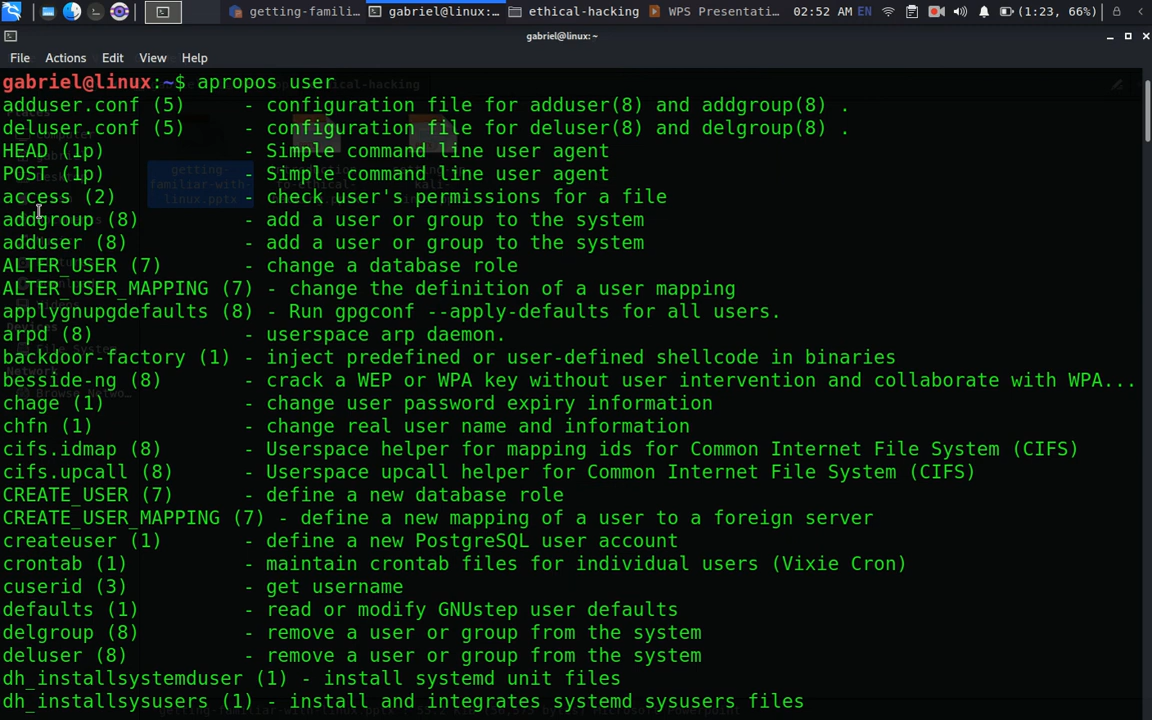 getting-famili... gabriel@linux:... ethical-hacking WPS Presentati... 02:52 AM EN (1:23, 66%)
gabriel@linux: ~
File Actions Edit View Help
gabriel@linux:~$ apropos user
adduser.conf (5) - configuration file for adduser(8) and addgroup(8) .
deluser.conf (5) - configuration file for deluser(8) and delgroup(8) .
HEAD (1p) - Simple command line user agent
POST (1p) - Simple command line user agent
access (2) - check user's permissions for a file
addgroup (8) - add a user or group to the system
adduser (8) - add a user or group to the system
ALTER_USER (7) - change a database role
ALTER_USER_MAPPING (7) - change the definition of a user mapping
applygnupgdefaults (8) - Run gpgconf --apply-defaults for all users.
arpd (8) - userspace arp daemon.
backdoor-factory (1) - inject predefined or user-defined shellcode in binaries
besside-ng (8) - crack a WEP or WPA key without user intervention and collaborate with WPA...
chage (1) - change user password expiry information
chfn (1) - change real user name and information
cifs.idmap (8) - Userspace helper for mapping ids for Common Internet File System (CIFS)
cifs.upcall (8) - Userspace upcall helper for Common Internet File System (CIFS)
CREATE_USER (7) - define a new database role
CREATE_USER_MAPPING (7) - define a new mapping of a user to a foreign server
createuser (1) - define a new PostgreSQL user account
crontab (1) - maintain crontab files for individual users (Vixie Cron)
cuserid (3) - get username
defaults (1) - read or modify GNUstep user defaults
delgroup (8) - remove a user or group from the system
deluser (8) - remove a user or group from the system
dh_installsystemduser (1) - install systemd unit files
dh_installsysusers (1) - install and integrates systemd sysusers files